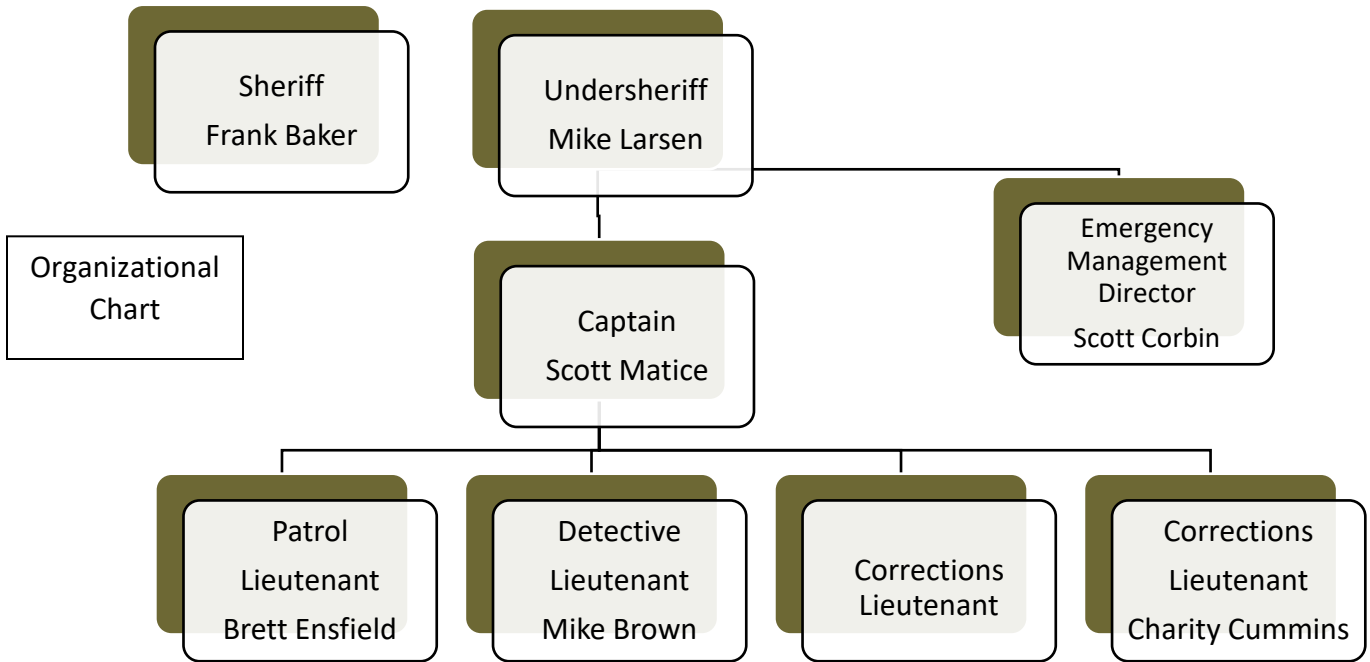 Sheriff
Frank Baker
Undersheriff
Mike Larsen
Emergency
Management
Director
Scott Corbin
Organizational
Chart
Captain
Scott Matice
Patrol
Lieutenant
Brett Ensfield
Detective
Lieutenant
Mike Brown
Corrections
Lieutenant
Corrections
Lieutenant
Charity Cummins